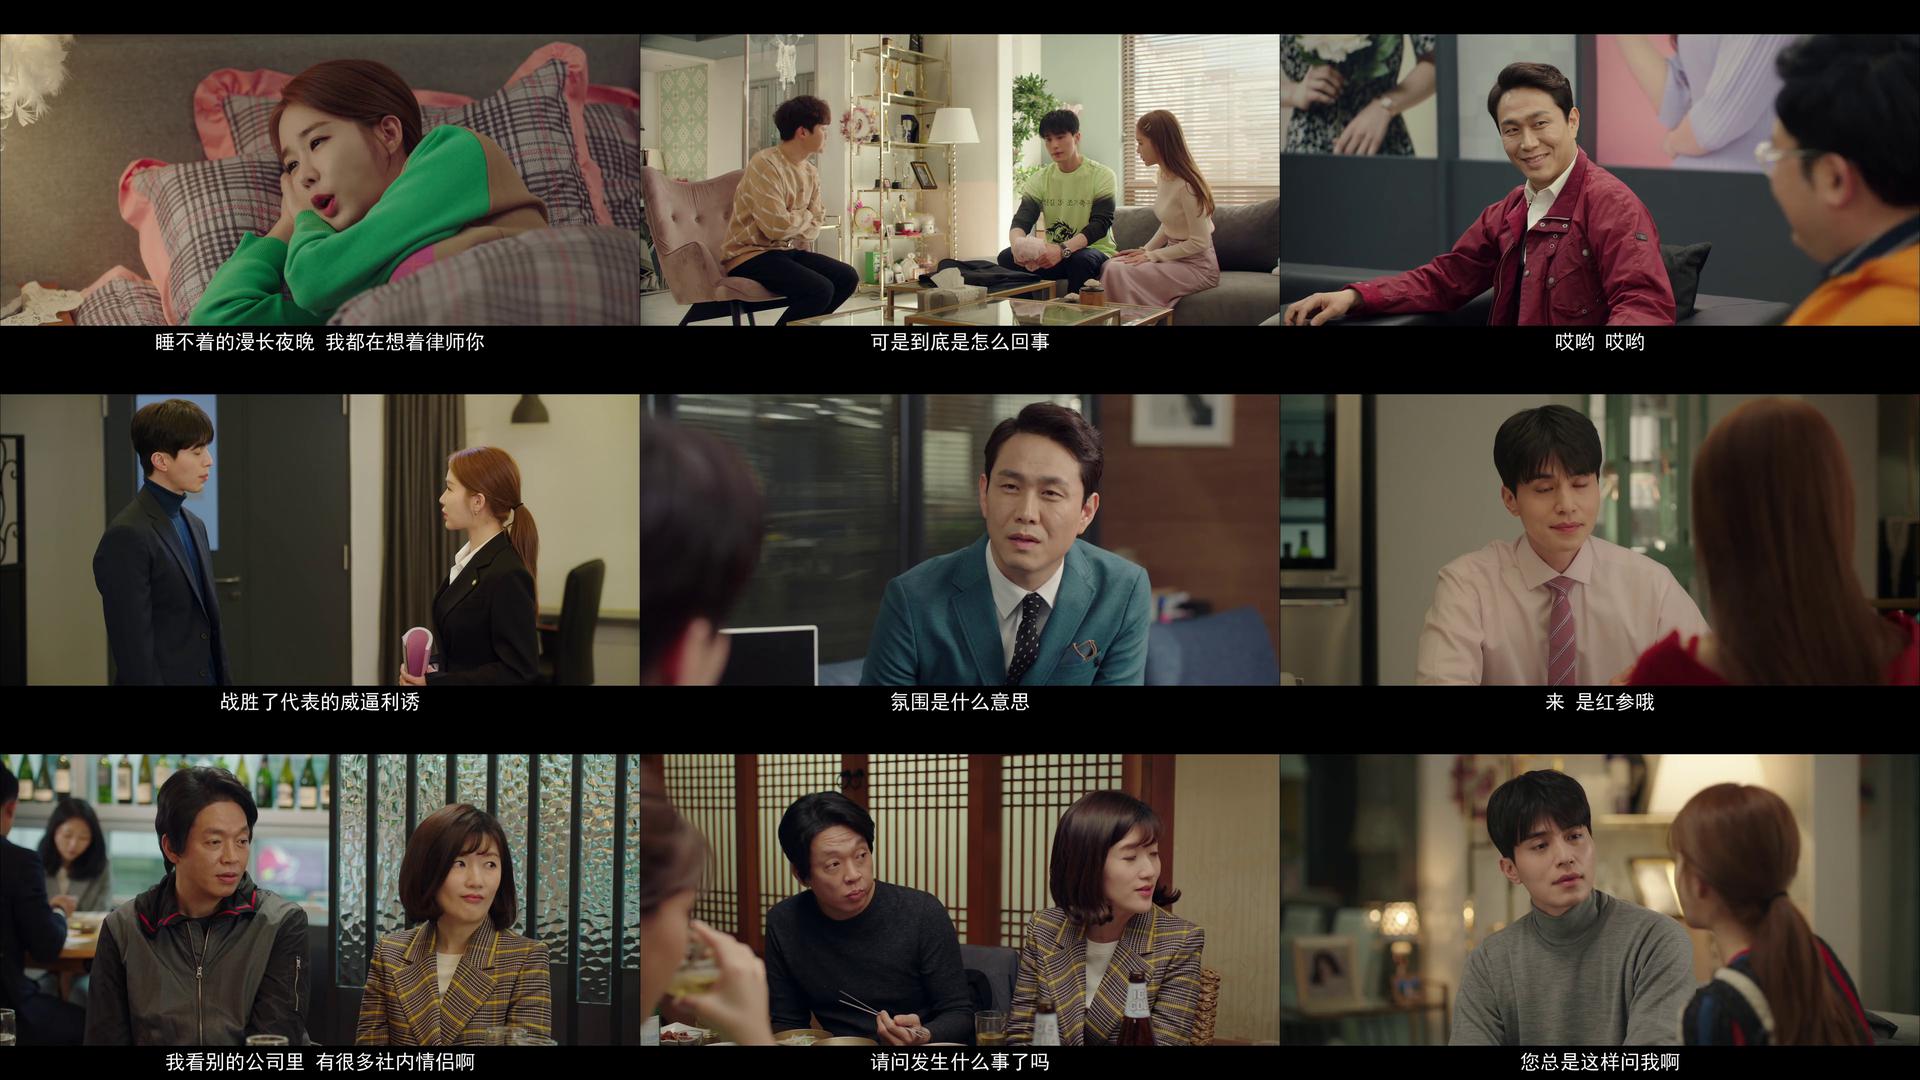 睡不着的漫长夜晚 我都在想着律师你
可是到底是怎么回事
哎哟 哎哟
战胜了代表的威逼利诱
氛围是什么意思
来 是红参哦
我看别的公司里 有很多社内情侣啊
请问发生什么事了吗
您总是这样问我啊